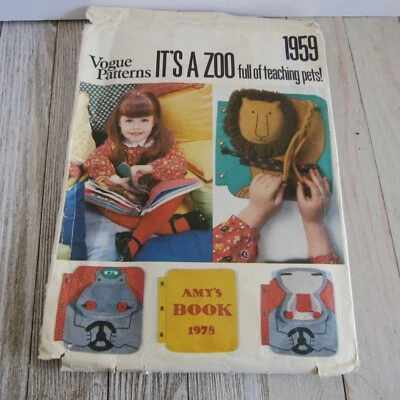 Vogue Patterns IT'S A ZOO full of teaching pets!
1959
AMY'S
BOOK
1978